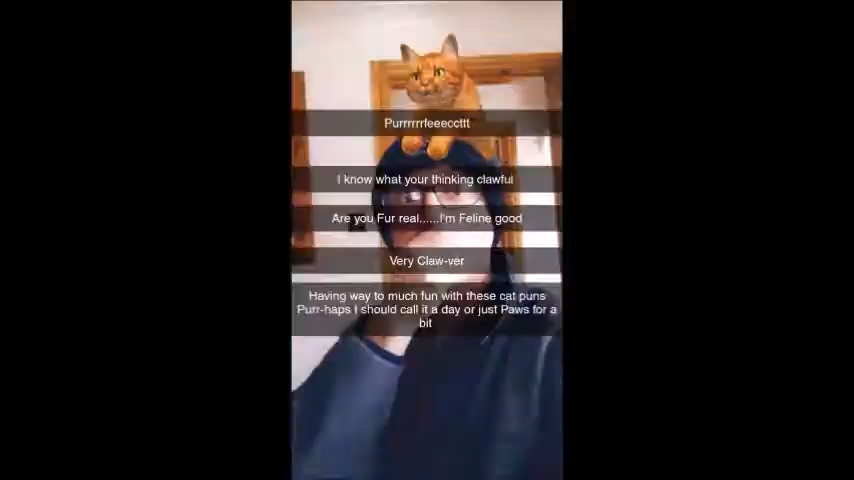 Purrrrrrfeeeccttt
I know what your thinking clawful
Are you Fur real......I'm Feline good
Very Claw-ver
Having way to much fun with these cat puns
Purr-haps I should call it a day or just Paws for a
bit